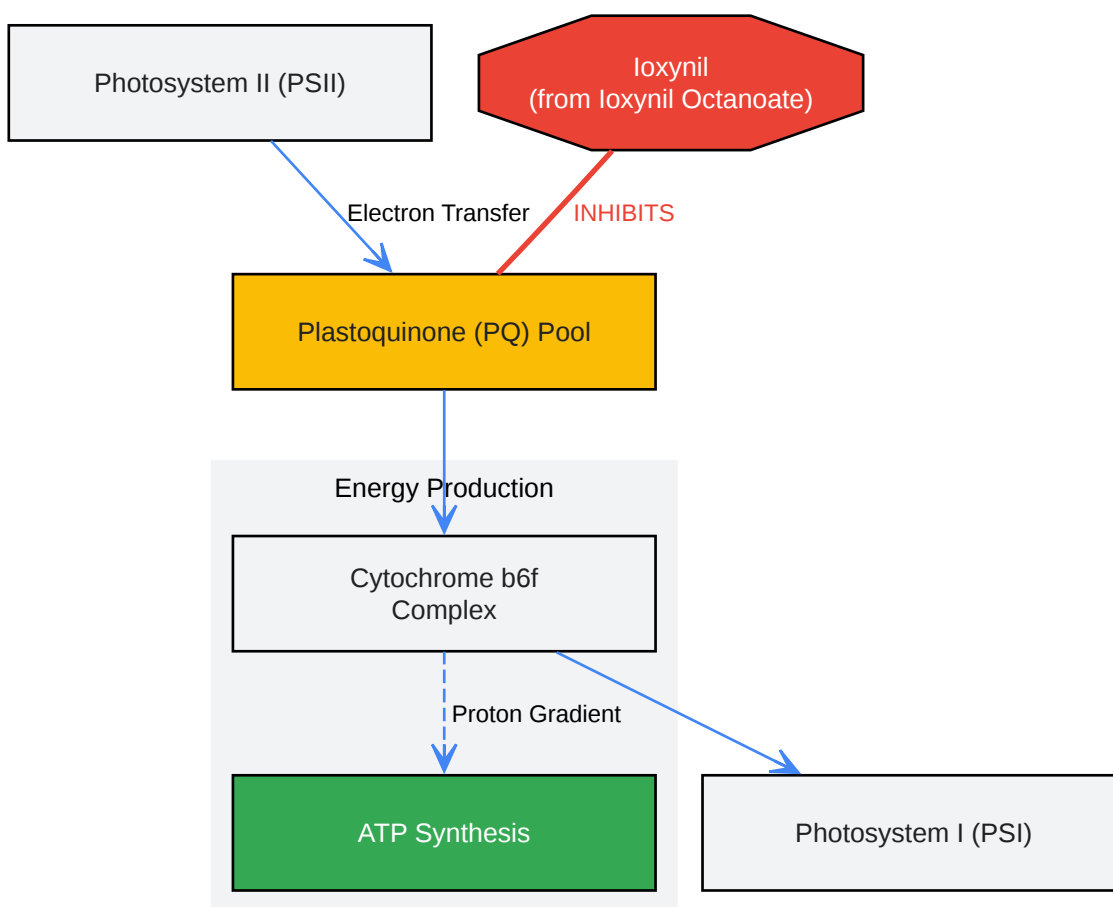 Photosystem II (PSII)
Ioxynil
(from Ioxynil Octanoate)
Electron Transfer
INHIBITS
Plastoquinone (PQ) Pool
Energy Production
Cytochrome b6f
Complex
Proton Gradient
ATP Synthesis
Photosystem I (PSI)